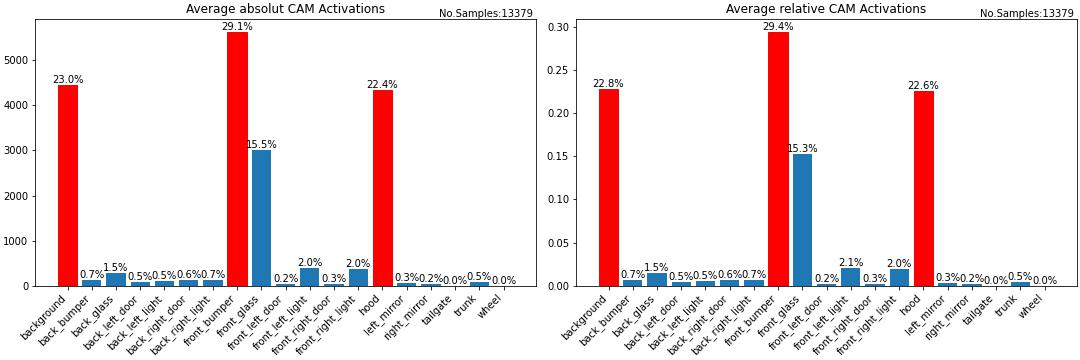 Average absolut CAM Activations
No.Samples:13379
5000
4000
3000
2000
1000
0
23.0%
0.7%
1.5%
0.5%
0.5%
0.6%
0.7%
29.1%
15.5%
0.2%
2.0%
0.3%
2.0%
22.4%
0.3%
0.2%
0.0%
0.5%
0.0%
background
back_bumper
back_glass
back_left_door
back_left_light
back_right_door
back_right_light
front_bumper
front_glass
front_left_door
front_left_light
front_right_door
front_right_light
hood
left_mirror
right_mirror
tailgate
trunk
wheel
Average relative CAM Activations
No.Samples:13379
0.30
0.25
0.20
0.15
0.10
0.05
0.00
22.8%
0.7%
1.5%
0.5%
0.5%
0.6%
0.7%
29.4%
15.3%
0.2%
2.1%
0.3%
2.0%
22.6%
0.3%
0.2%
0.0%
0.5%
0.0%
background
back_bumper
back_glass
back_left_door
back_left_light
back_right_door
back_right_light
front_bumper
front_glass
front_left_door
front_left_light
front_right_door
front_right_light
hood
left_mirror
right_mirror
tailgate
trunk
wheel